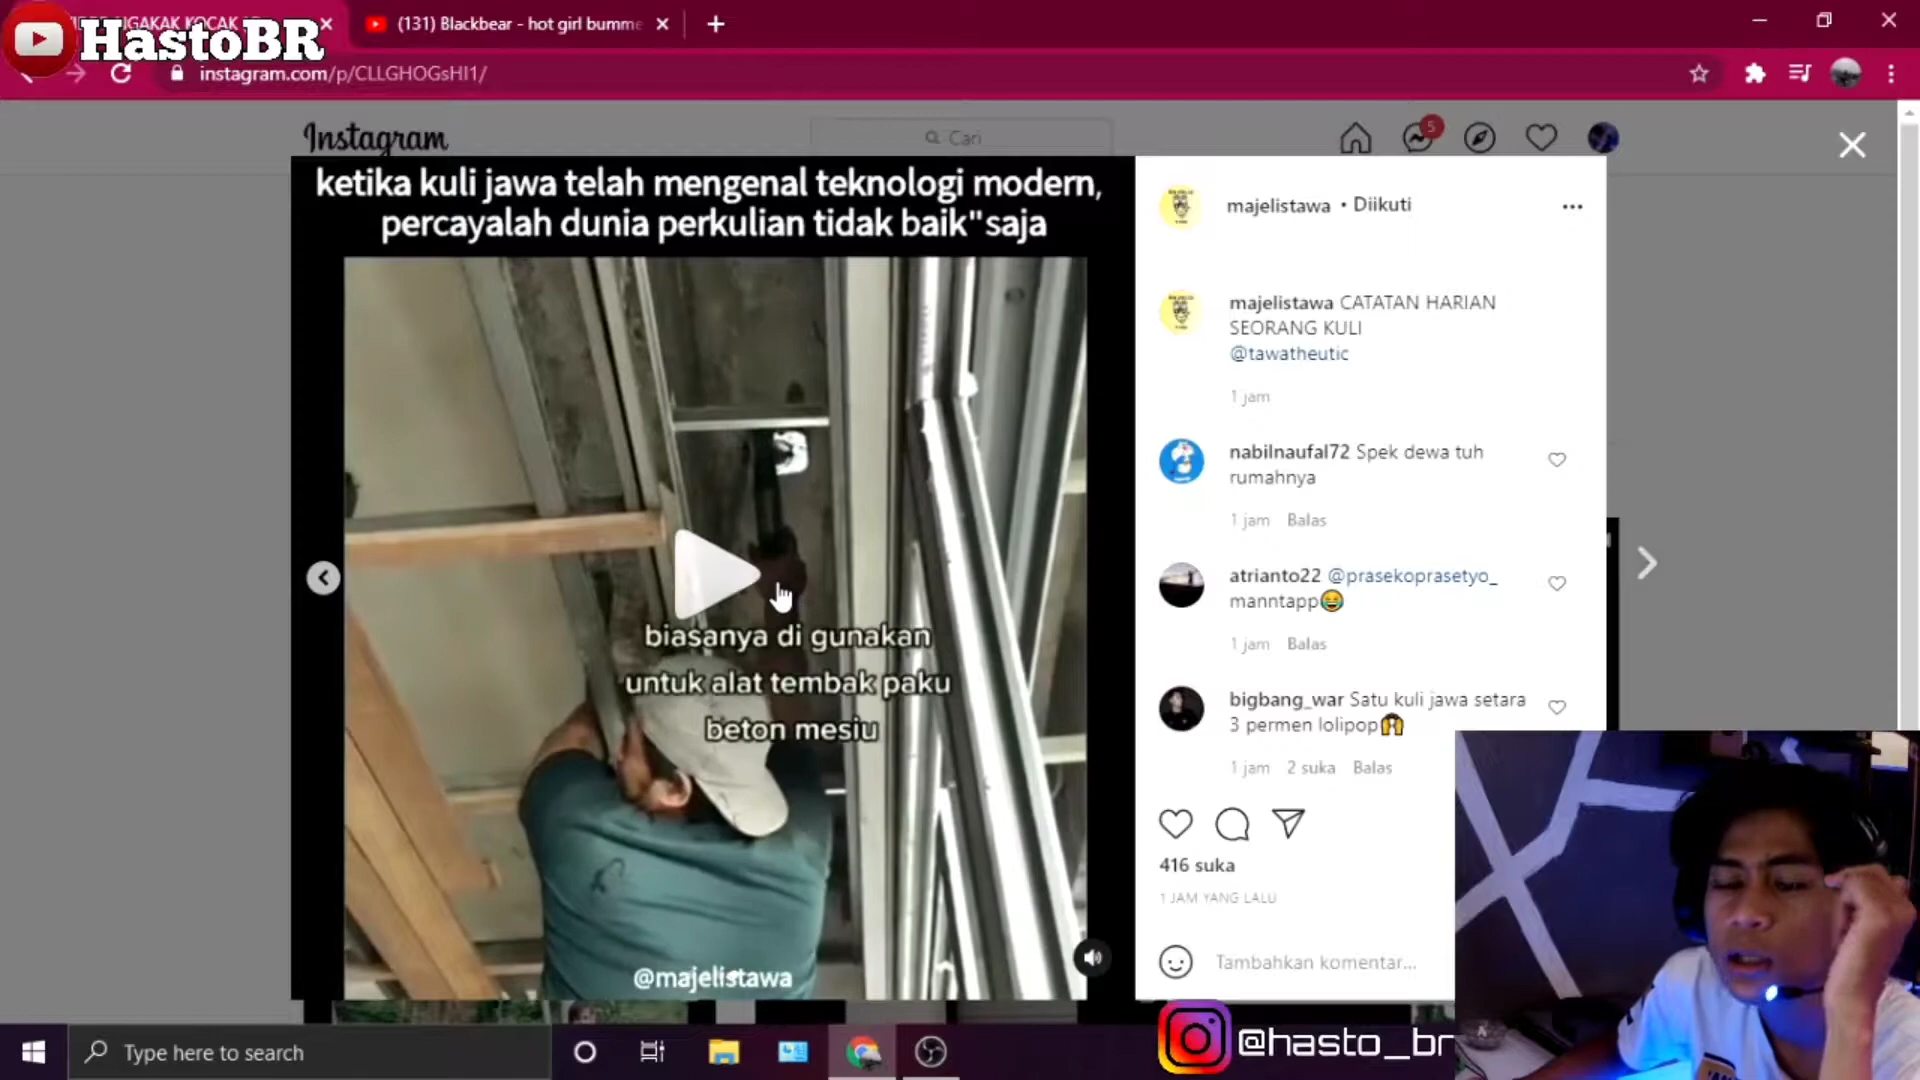 NGAKAK KOCAK
(131) Blackbear - hot girl bumme
HastoBR
instagram.com/p/CLLGHOGsHI1/
Instagram
Cari
5
ketika kuli jawa telah mengenal teknologi modern,
percayalah dunia perkulian tidak baik"saja
biasanya di gunakan
untuk alat tembak paku
beton mesiu
@majelistawa
majelistawa • Diikuti
majelistawa CATATAN HARIAN
SEORANG KULI
@tawatheutic
1 jam
nabilnaufal72 Spek dewa tuh
rumahnya
1 jam Balas
atrianto22 @prasekoprasetyo_
manntapp😂
1 jam Balas
bigbang_war Satu kuli jawa setara
3 permen lolipop🙌
1 jam 2 suka Balas
416 suka
1 JAM YANG LALU
Tambahkan komentar...
@hasto_br
Type here to search